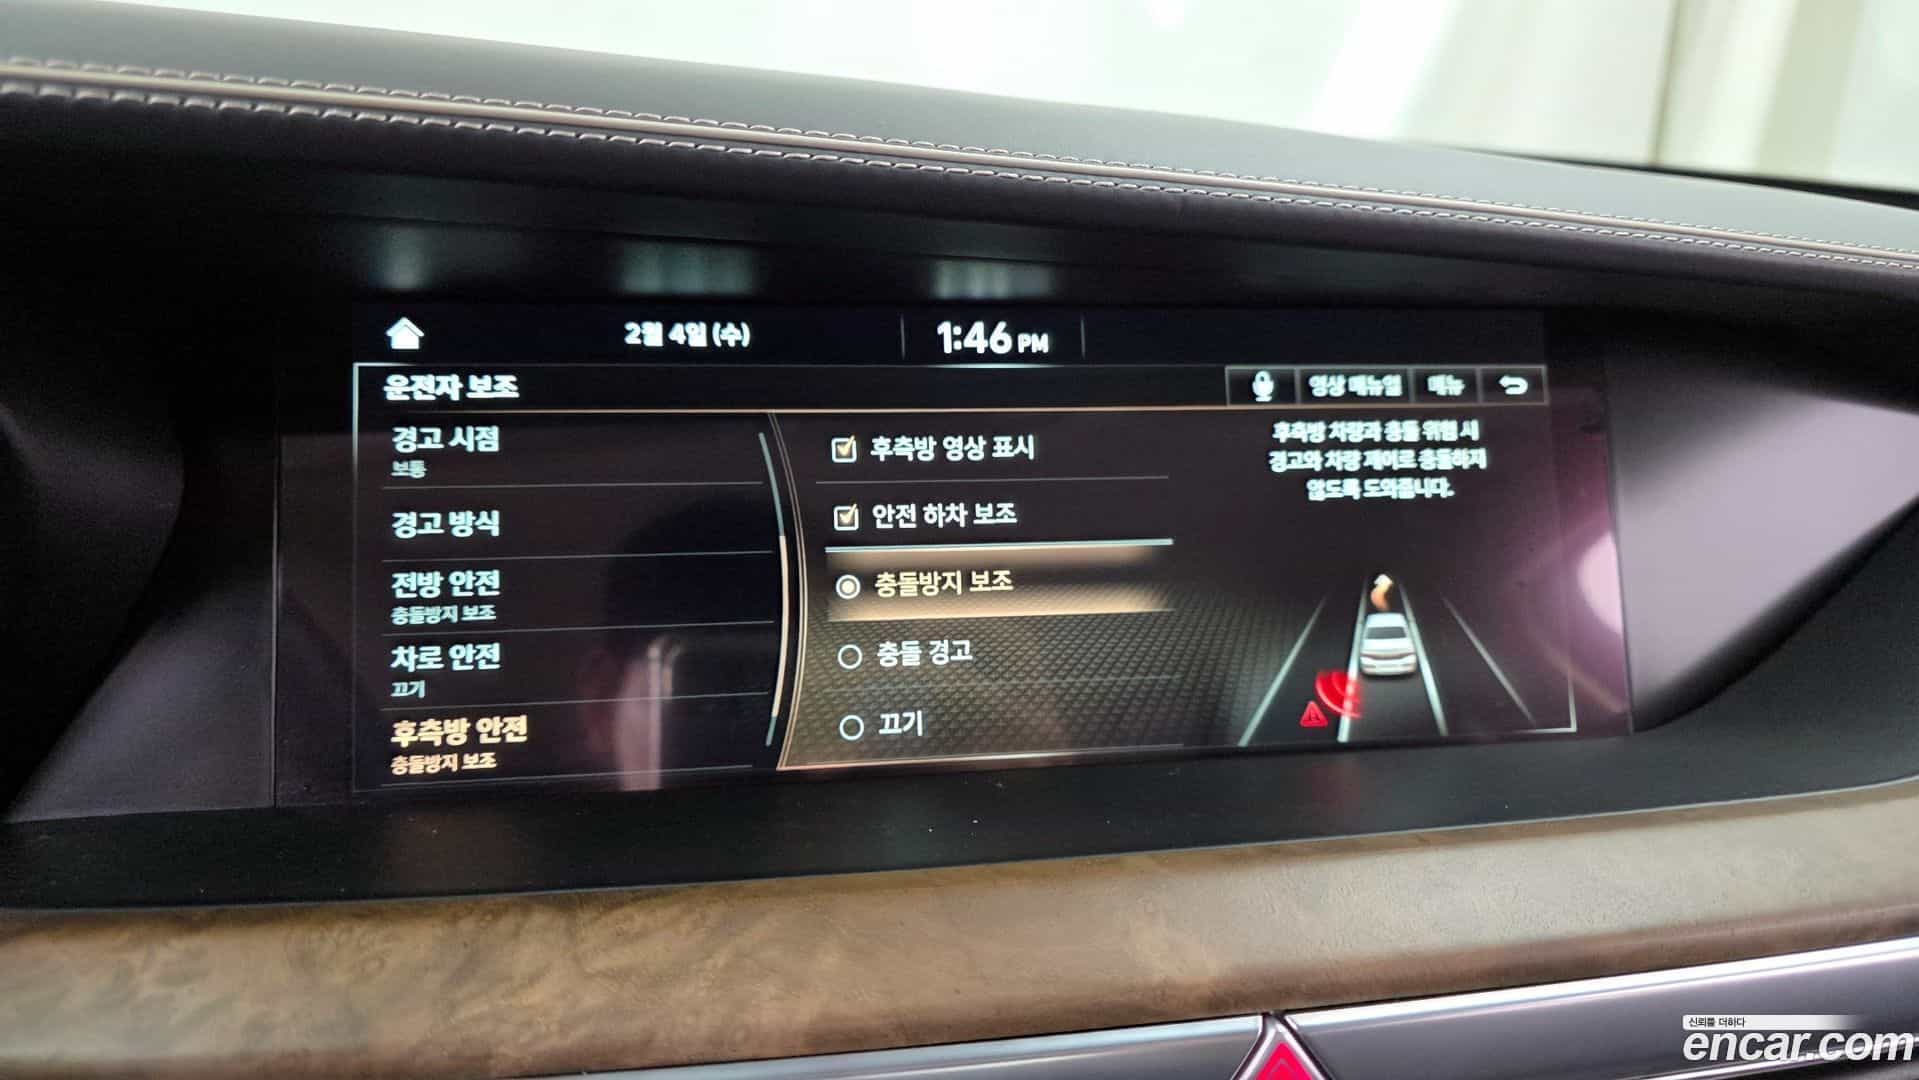 2월 4일 (수)
1:46 PM
운전자 보조
영상 매뉴얼
메뉴
경고 시점
보통
경고 방식
전방 안전
충돌방지 보조
차로 안전
끄기
후측방 안전
충돌방지 보조
후측방 영상 표시
안전 하차 보조
충돌방지 보조
충돌 경고
끄기
후측방 차량과 충돌 위험 시
경고와 차량 제어로 충돌하지
않도록 도와줍니다.
신뢰를 더하다
encar.com